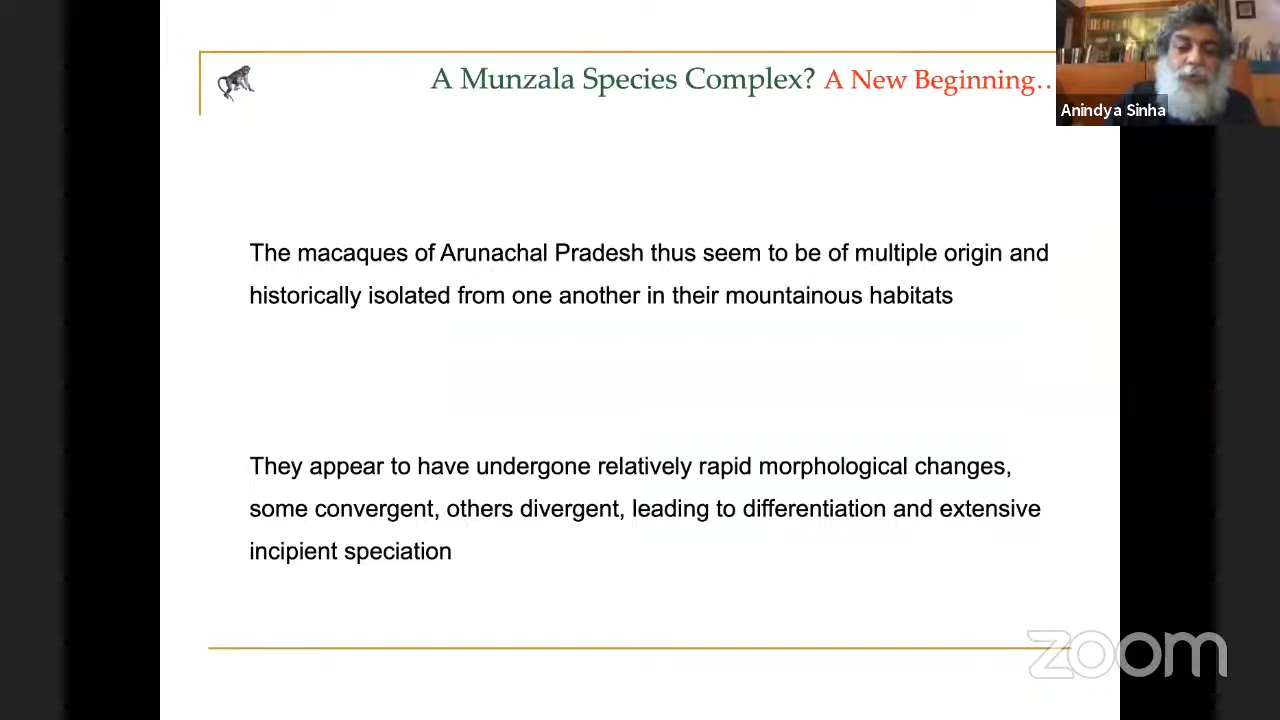 A Munzala Species Complex? A New Beginning..
Anindya Sinha
The macaques of Arunachal Pradesh thus seem to be of multiple origin and
historically isolated from one another in their mountainous habitats
They appear to have undergone relatively rapid morphological changes,
some convergent, others divergent, leading to differentiation and extensive
incipient speciation
zoom